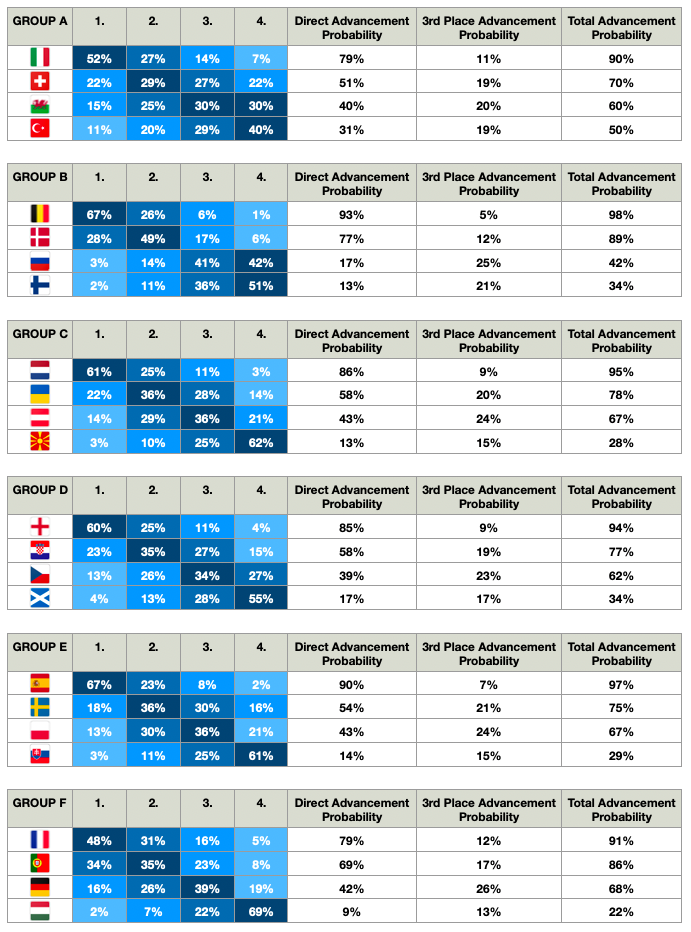 GROUP A 1. 2. 3. 4. Direct Advancement Probability 3rd Place Advancement Probability Total Advancement Probability
52% 27% 14% 7% 79% 11% 90%
22% 29% 27% 22% 51% 19% 70%
15% 25% 30% 30% 40% 20% 60%
11% 20% 29% 40% 31% 19% 50%
GROUP B 1. 2. 3. 4. Direct Advancement Probability 3rd Place Advancement Probability Total Advancement Probability
67% 26% 6% 1% 93% 5% 98%
28% 49% 17% 6% 77% 12% 89%
3% 14% 41% 42% 17% 25% 42%
2% 11% 36% 51% 13% 21% 34%
GROUP C 1. 2. 3. 4. Direct Advancement Probability 3rd Place Advancement Probability Total Advancement Probability
61% 25% 11% 3% 86% 9% 95%
22% 36% 28% 14% 58% 20% 78%
14% 29% 36% 21% 43% 24% 67%
3% 10% 25% 62% 13% 15% 28%
GROUP D 1. 2. 3. 4. Direct Advancement Probability 3rd Place Advancement Probability Total Advancement Probability
60% 25% 11% 4% 85% 9% 94%
23% 35% 27% 15% 58% 19% 77%
13% 26% 34% 27% 39% 23% 62%
4% 13% 28% 55% 17% 17% 34%
GROUP E 1. 2. 3. 4. Direct Advancement Probability 3rd Place Advancement Probability Total Advancement Probability
67% 23% 8% 2% 90% 7% 97%
18% 36% 30% 16% 54% 21% 75%
13% 30% 36% 21% 43% 24% 67%
3% 11% 25% 61% 14% 15% 29%
GROUP F 1. 2. 3. 4. Direct Advancement Probability 3rd Place Advancement Probability Total Advancement Probability
48% 31% 16% 5% 79% 12% 91%
34% 35% 23% 8% 69% 17% 86%
16% 26% 39% 19% 42% 26% 68%
2% 7% 22% 69% 9% 13% 22%